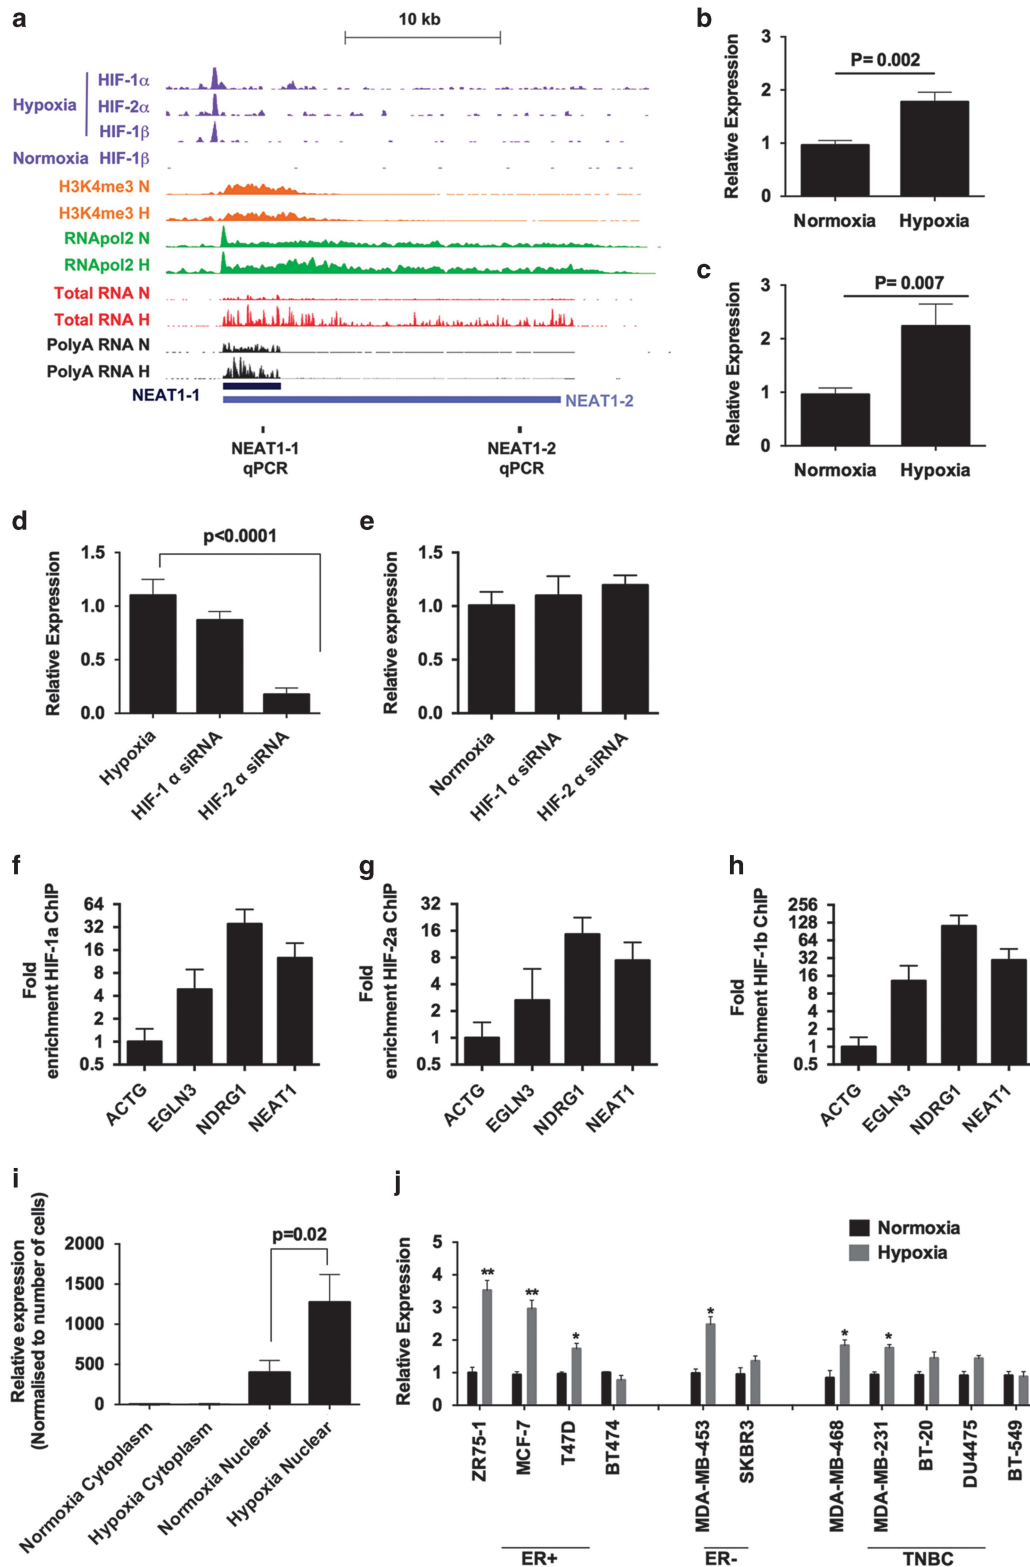 a
10 kb
Hypoxia
HIF-1α
HIF-2α
HIF-1β
Normoxia HIF-1β
H3K4me3 N
H3K4me3 H
RNApol2 N
RNApol2 H
Total RNA N
Total RNA H
PolyA RNA N
PolyA RNA H
NEAT1-1
NEAT1-2
NEAT1-1
qPCR
NEAT1-2
qPCR
b
Relative Expression
3
2
1
0
P= 0.002
Normoxia
Hypoxia
c
Relative Expression
3
2
1
0
P= 0.007
Normoxia
Hypoxia
d
Relative Expression
1.5
1.0
0.5
0.0
p<0.0001
Hypoxia
HIF-1 α siRNA
HIF-2 α siRNA
e
Relative expression
1.5
1.0
0.5
0.0
Normoxia
HIF-1 α siRNA
HIF-2 α siRNA
f
Fold
enrichment HIF-1a ChIP
64
32
16
8
4
2
1
0.5
ACTG
EGLN3
NDRG1
NEAT1
g
Fold
enrichment HIF-2a ChIP
32
16
8
4
2
1
0.5
ACTG
EGLN3
NDRG1
NEAT1
h
Fold
enrichment HIF-1b ChIP
256
128
64
32
16
8
4
2
1
0.5
ACTG
EGLN3
NDRG1
NEAT1
i
Relative expression
(Normalised to number of cells)
2000
1500
1000
500
0
p=0.02
Normoxia Cytoplasm
Hypoxia Cytoplasm
Normoxia Nuclear
Hypoxia Nuclear
j
Relative Expression
5
4
3
2
1
0
Normoxia
Hypoxia
**
**
*
*
*
*
ZR75-1
MCF-7
T47D
BT474
MDA-MB-453
SKBR3
MDA-MB-468
MDA-MB-231
BT-20
DU4475
BT-549
ER+
ER-
TNBC